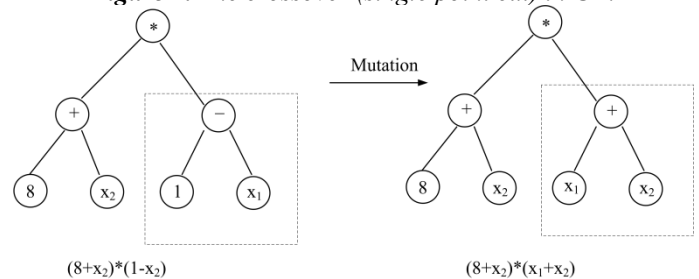 *
*
Mutation
+
−
+
+
8
x₂
1
x₁
8
x₂
x₁
x₂
(8+x₂)*(1-x₂)
(8+x₂)*(x₁+x₂)